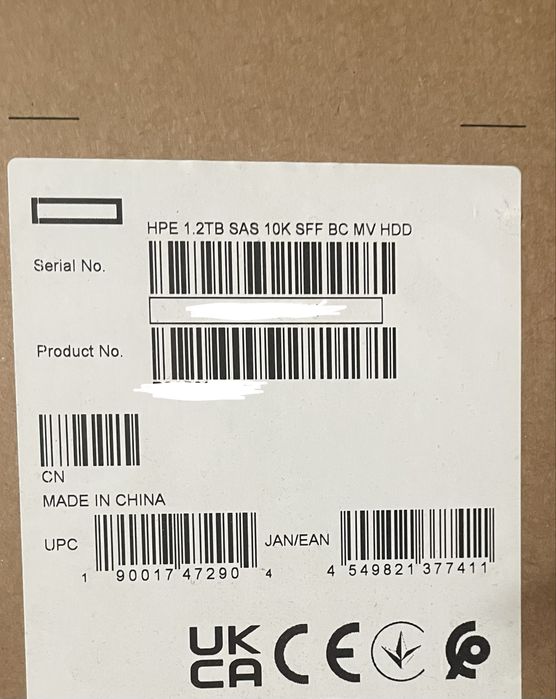 HPE 1.2TB SAS 10K SFF BC MV HDD
Serial No.
Product No.
CN
MADE IN CHINA
UPC 1 90017 47290 4
JAN/EAN 4 549821 377411
UK
CA CE